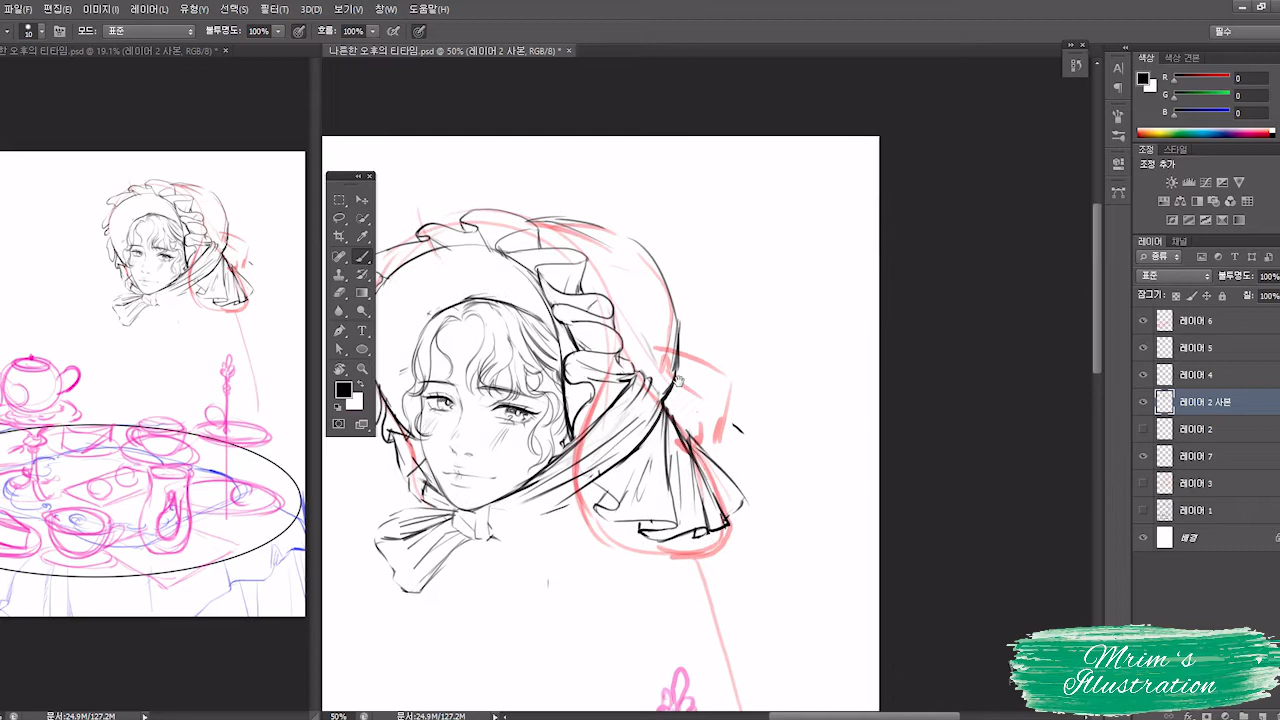 파일(F) 편집(E) 이미지(I) 레이어(L) 유형(Y) 선택(S) 필터(T) 3D(D) 보기(V) 창(W) 도움말(H)
10 모드: 표준 불투명도: 100% 흐름: 100% 필수
한 오후의 티타임.psd @ 19.1% (레이어 2 사본, RGB/8) * ×
나른한 오후의 티타임.psd @ 50% (레이어 2 사본, RGB/8) * ×
색상 색상 견본
R 0
G 0
B 0
조정 스타일
조정 추가
레이어 채널
종류
표준 불투명도: 100%
잠그기: 칠: 100%
레이어 6
레이어 5
레이어 4
레이어 2 사본
레이어 2
레이어 7
레이어 3
레이어 1
배경
Mrim's
Illustration
문서:24.9M/127.2M
50% 문서:24.9M/127.2M